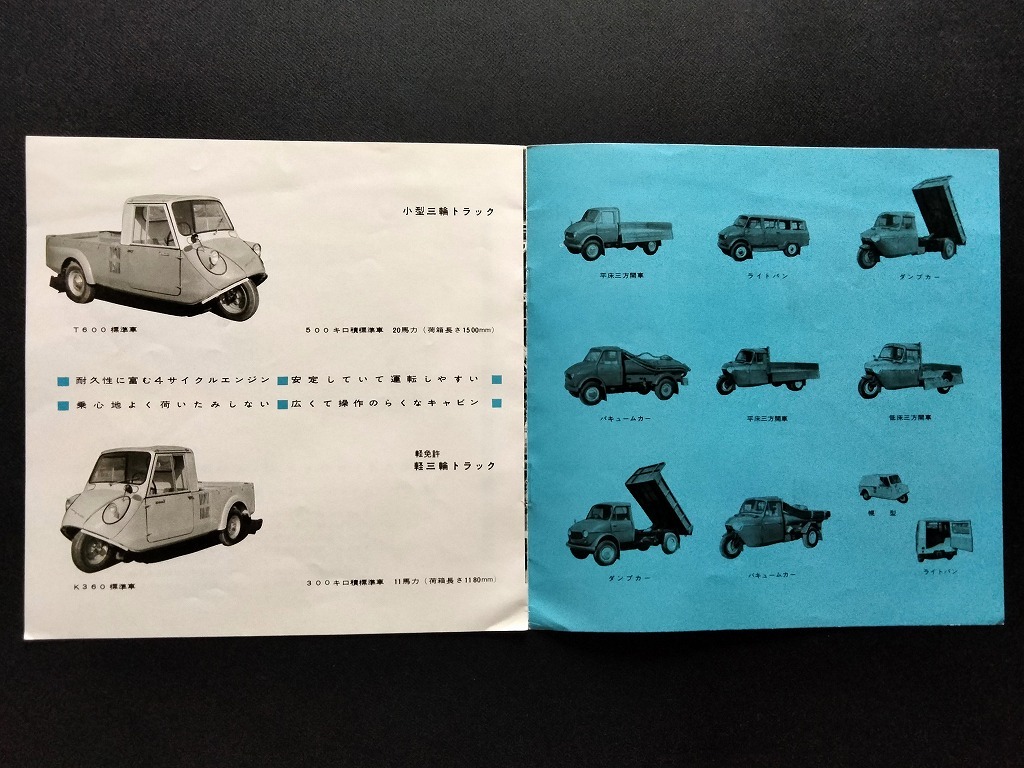 小型三輪トラック
T600標準車
500キロ積標準車 20馬力（荷箱長さ1500mm）
■耐久性に富む4サイクルエンジン■安定していて運転しやすい■
■乗心地よく荷いたみしない■広くて操作のらくなキャビン■
軽免許
軽三輪トラック
K360標準車
300キロ積標準車 11馬力（荷箱長さ1180mm）
平床三方開車
ライトバン
ダンプカー
バキュームカー
平床三方開車
低床三方開車
幌型
ダンプカー
バキュームカー
ライトバン